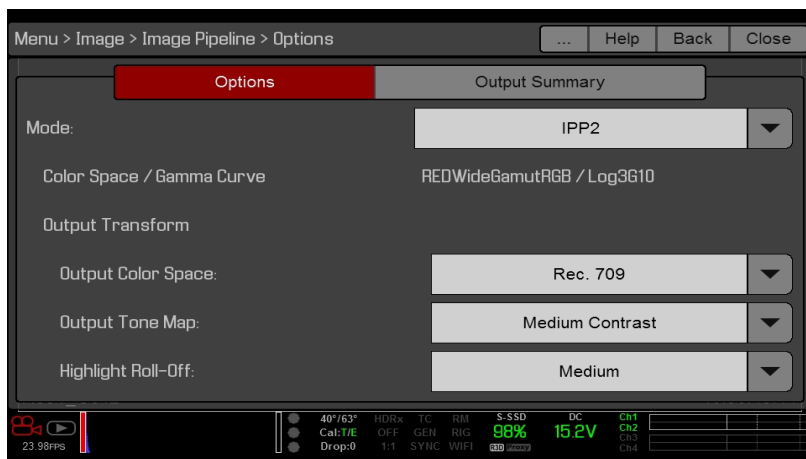 Menu > Image > Image Pipeline > Options ... Help Back Close
Options Output Summary
Mode: IPP2
Color Space / Gamma Curve REDWideGamutRGB / Log3G10
Output Transform
Output Color Space: Rec. 709
Output Tone Map: Medium Contrast
Highlight Roll-Off: Medium
40°/63° HDRx TC RM S-SSD DC Ch1
Cal:T/E OFF GEN RIG 98% 15.2V Ch2
Ch3
23.98FPS Drop:0 1:1 SYNC WIFI R3D Proxy Ch4